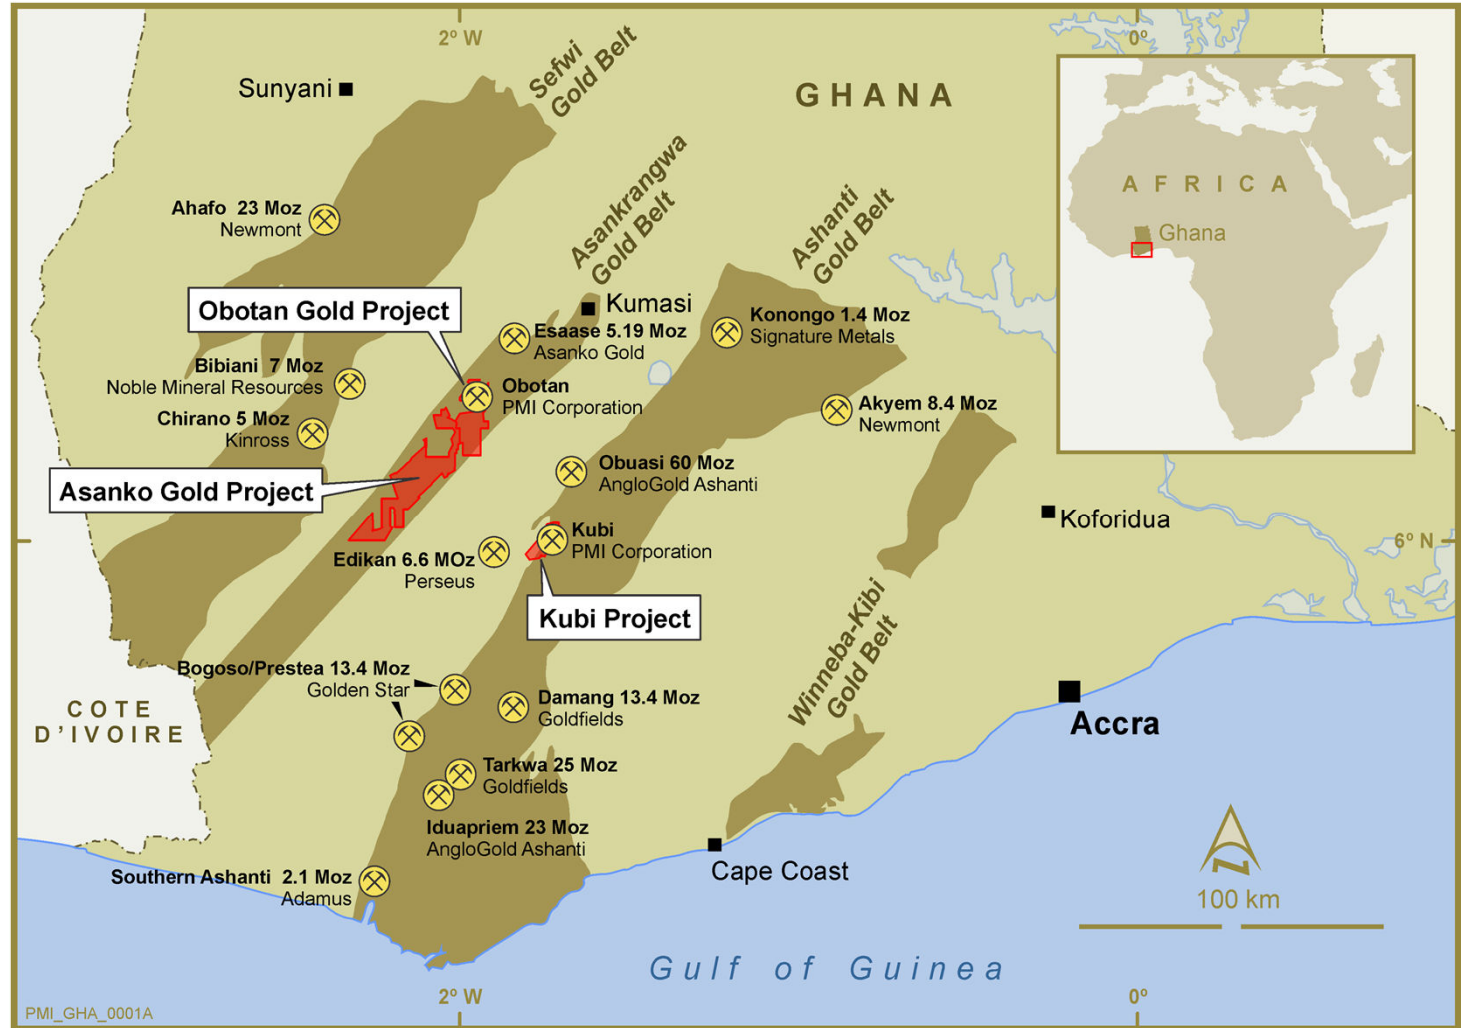 2º W
0º
Sunyani
Sefwi
Gold Belt
GHANA
AFRICA
Ghana
Ahafo 23 Moz
Newmont
Asankrangwa
Gold Belt
Ashanti
Gold Belt
Obotan Gold Project
Kumasi
Esaase 5.19 Moz
Asanko Gold
Konongo 1.4 Moz
Signature Metals
Bibiani 7 Moz
Noble Mineral Resources
Obotan
PMI Corporation
Chirano 5 Moz
Kinross
Akyem 8.4 Moz
Newmont
Asanko Gold Project
Obuasi 60 Moz
AngloGold Ashanti
Koforidua
Kubi
PMI Corporation
6º N
Edikan 6.6 MOz
Perseus
Kubi Project
Winneba-Kibi
Gold Belt
Bogoso/Prestea 13.4 Moz
Golden Star
Damang 13.4 Moz
Goldfields
COTE
D'IVOIRE
Accra
Tarkwa 25 Moz
Goldfields
Iduapriem 23 Moz
AngloGold Ashanti
Cape Coast
Southern Ashanti 2.1 Moz
Adamus
Z
100 km
Gulf of Guinea
2º W
0º
PMI_GHA_0001A